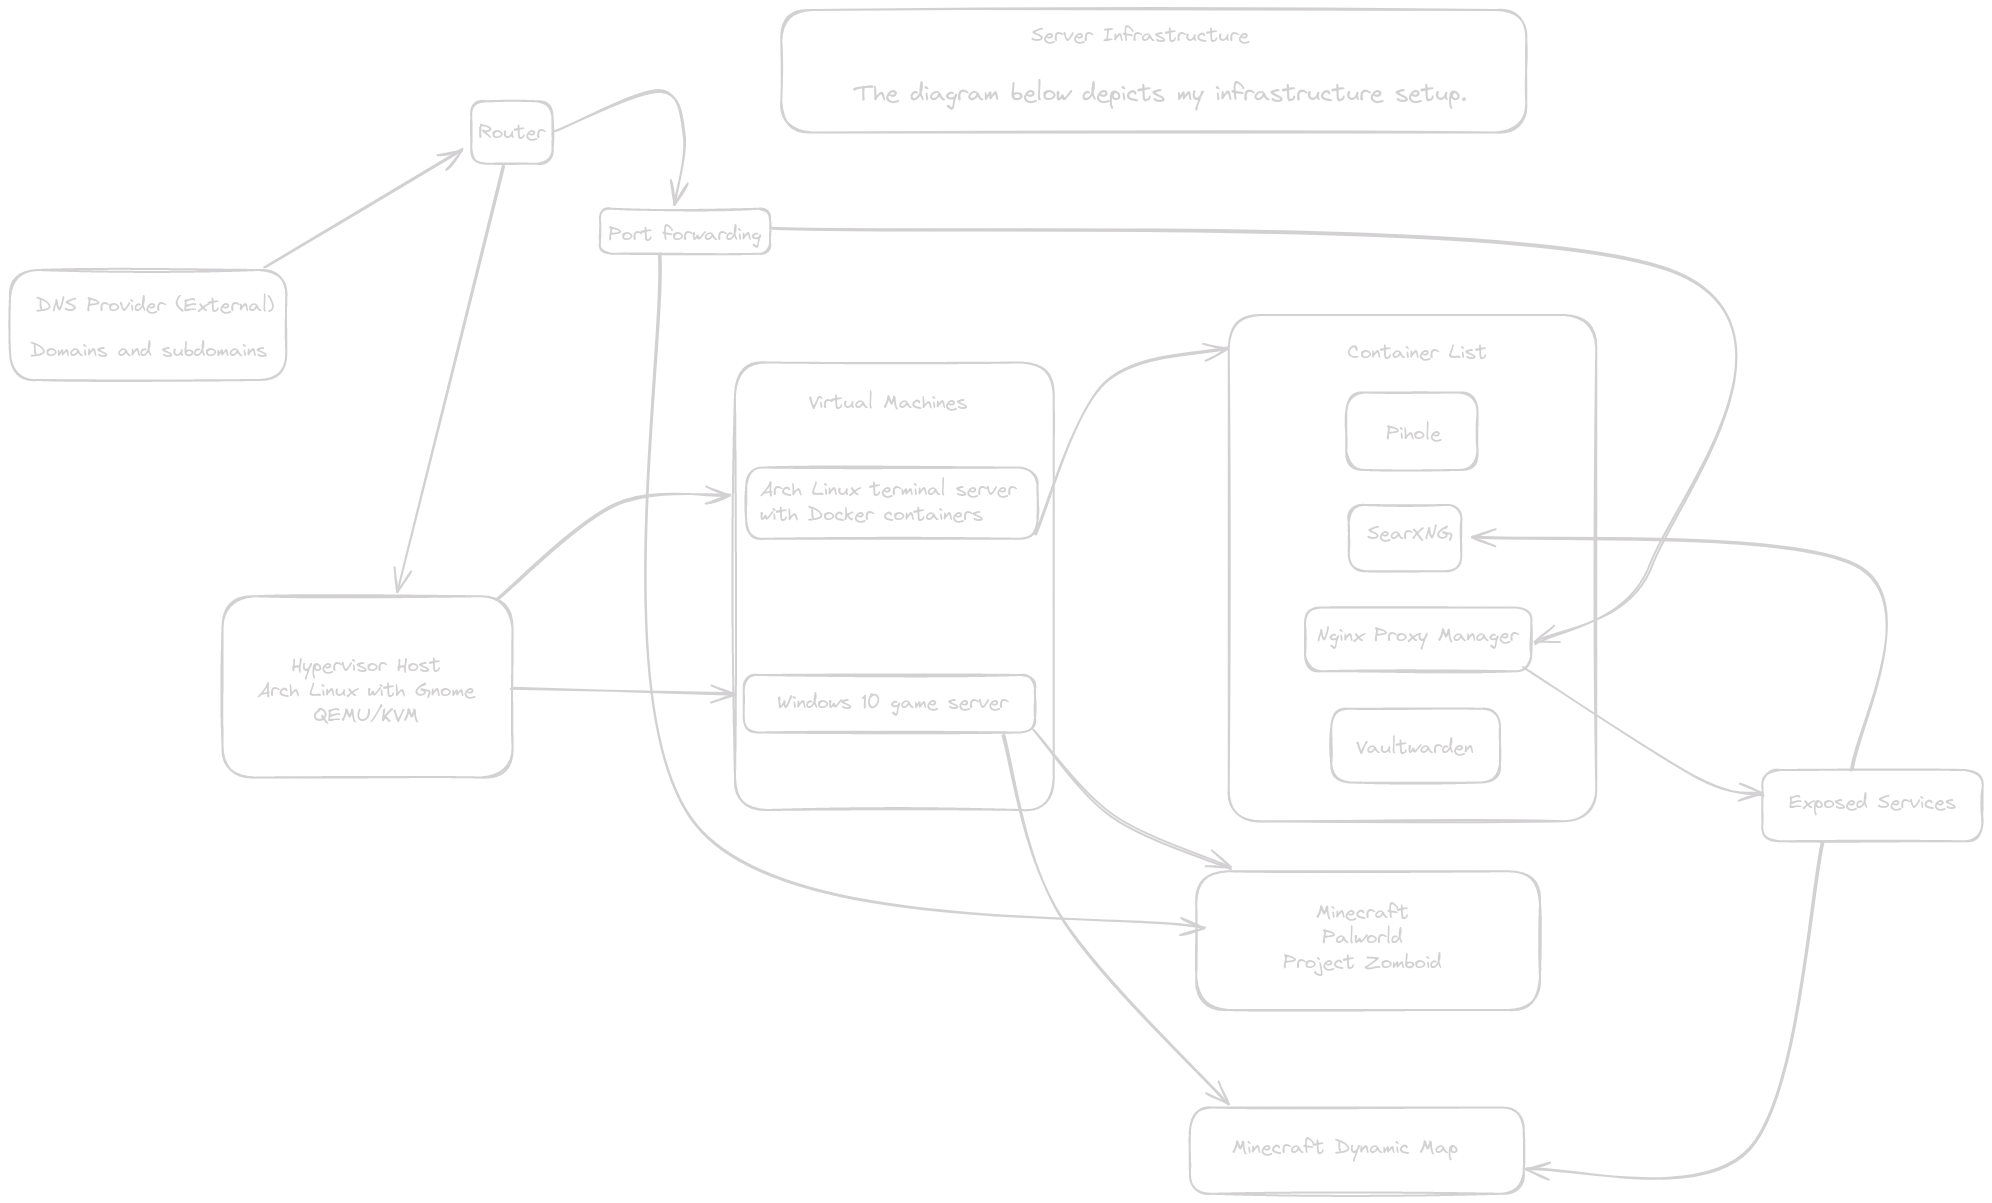 Server Infrastructure
The diagram below depicts my infrastructure setup.
Router
Port forwarding
DNS Provider (External)
Domains and subdomains
Virtual Machines
Arch Linux terminal server
with Docker containers
Windows 10 game server
Hypervisor Host
Arch Linux with Gnome
QEMU/KVM
Container List
Pihole
SearXNG
Nginx Proxy Manager
Vaultwarden
Exposed Services
Minecraft
Palworld
Project Zomboid
Minecraft Dynamic Map